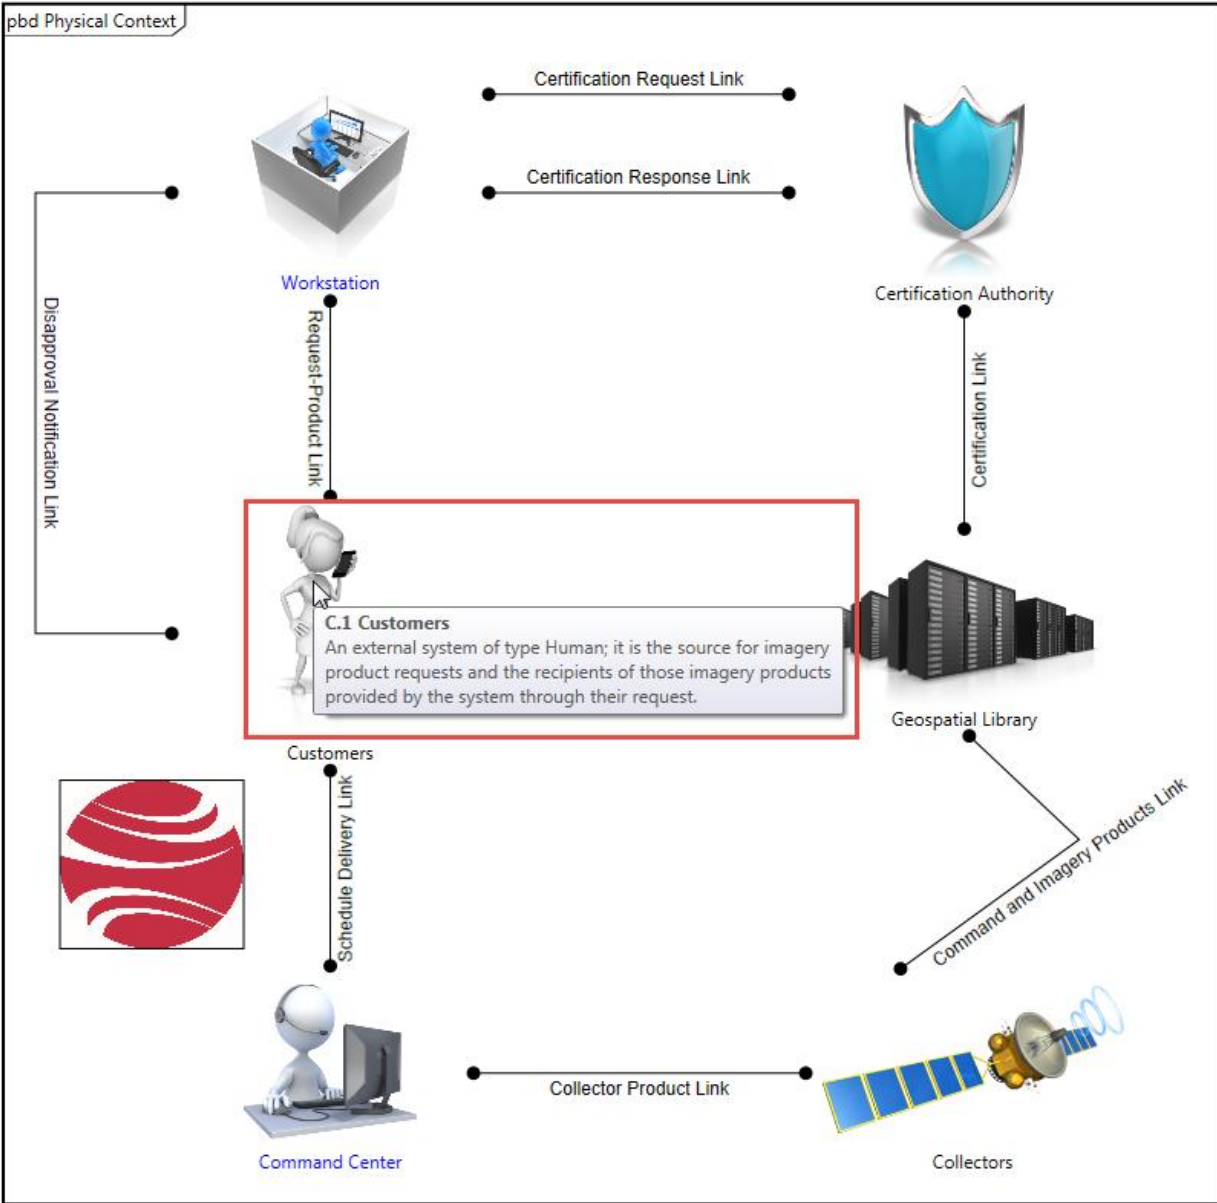 pbd Physical Context
Certification Request Link
Certification Response Link
Workstation
Certification Authority
Disapproval Notification Link
Request-Product Link
Certification Link
C.1 Customers
An external system of type Human; it is the source for imagery
product requests and the recipients of those imagery products
provided by the system through their request.
Geospatial Library
Customers
Schedule Delivery Link
Command and Imagery Products Link
Collector Product Link
Command Center
Collectors